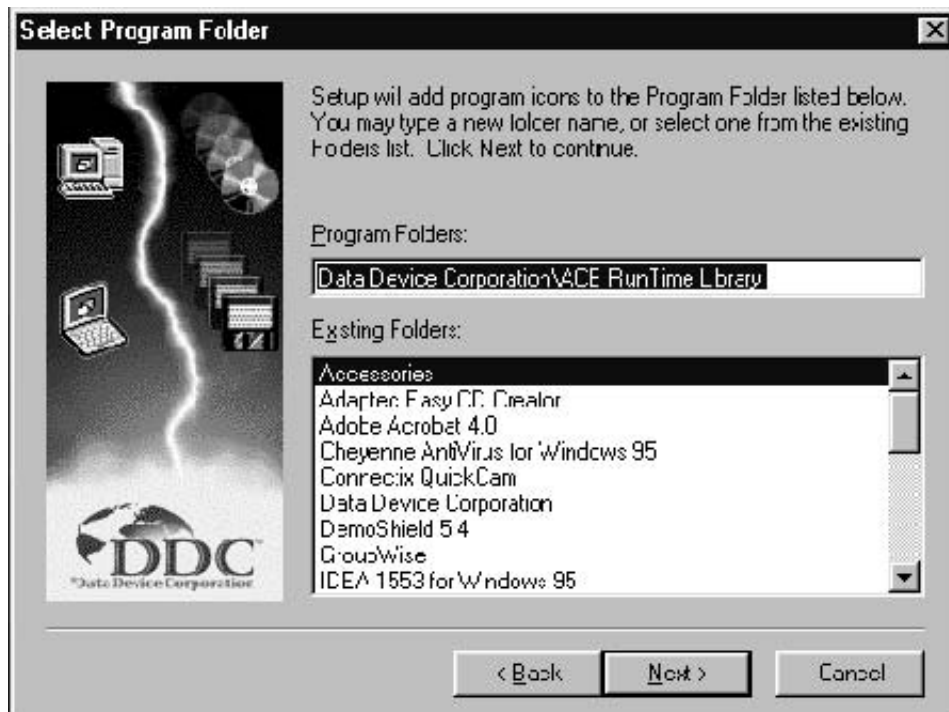 Select Program Folder
Setup will add program icons to the Program Folder listed below.
You may type a new folder name, or select one from the existing
Folders list. Click Next to continue.
Program Folders:
Data Device Corporation\ACE RunTime Library
Existing Folders:
Accessories
Adaptec Easy CD Creator
Adobe Acrobat 4.0
Cheyenne AntiVirus for Windows 95
Connectix QuickCam
Data Device Corporation
DemoShield 5.4
GroupWise
IDEA 1553 for Windows 95
DDC
Data Device Corporation
< Back
Next >
Cancel